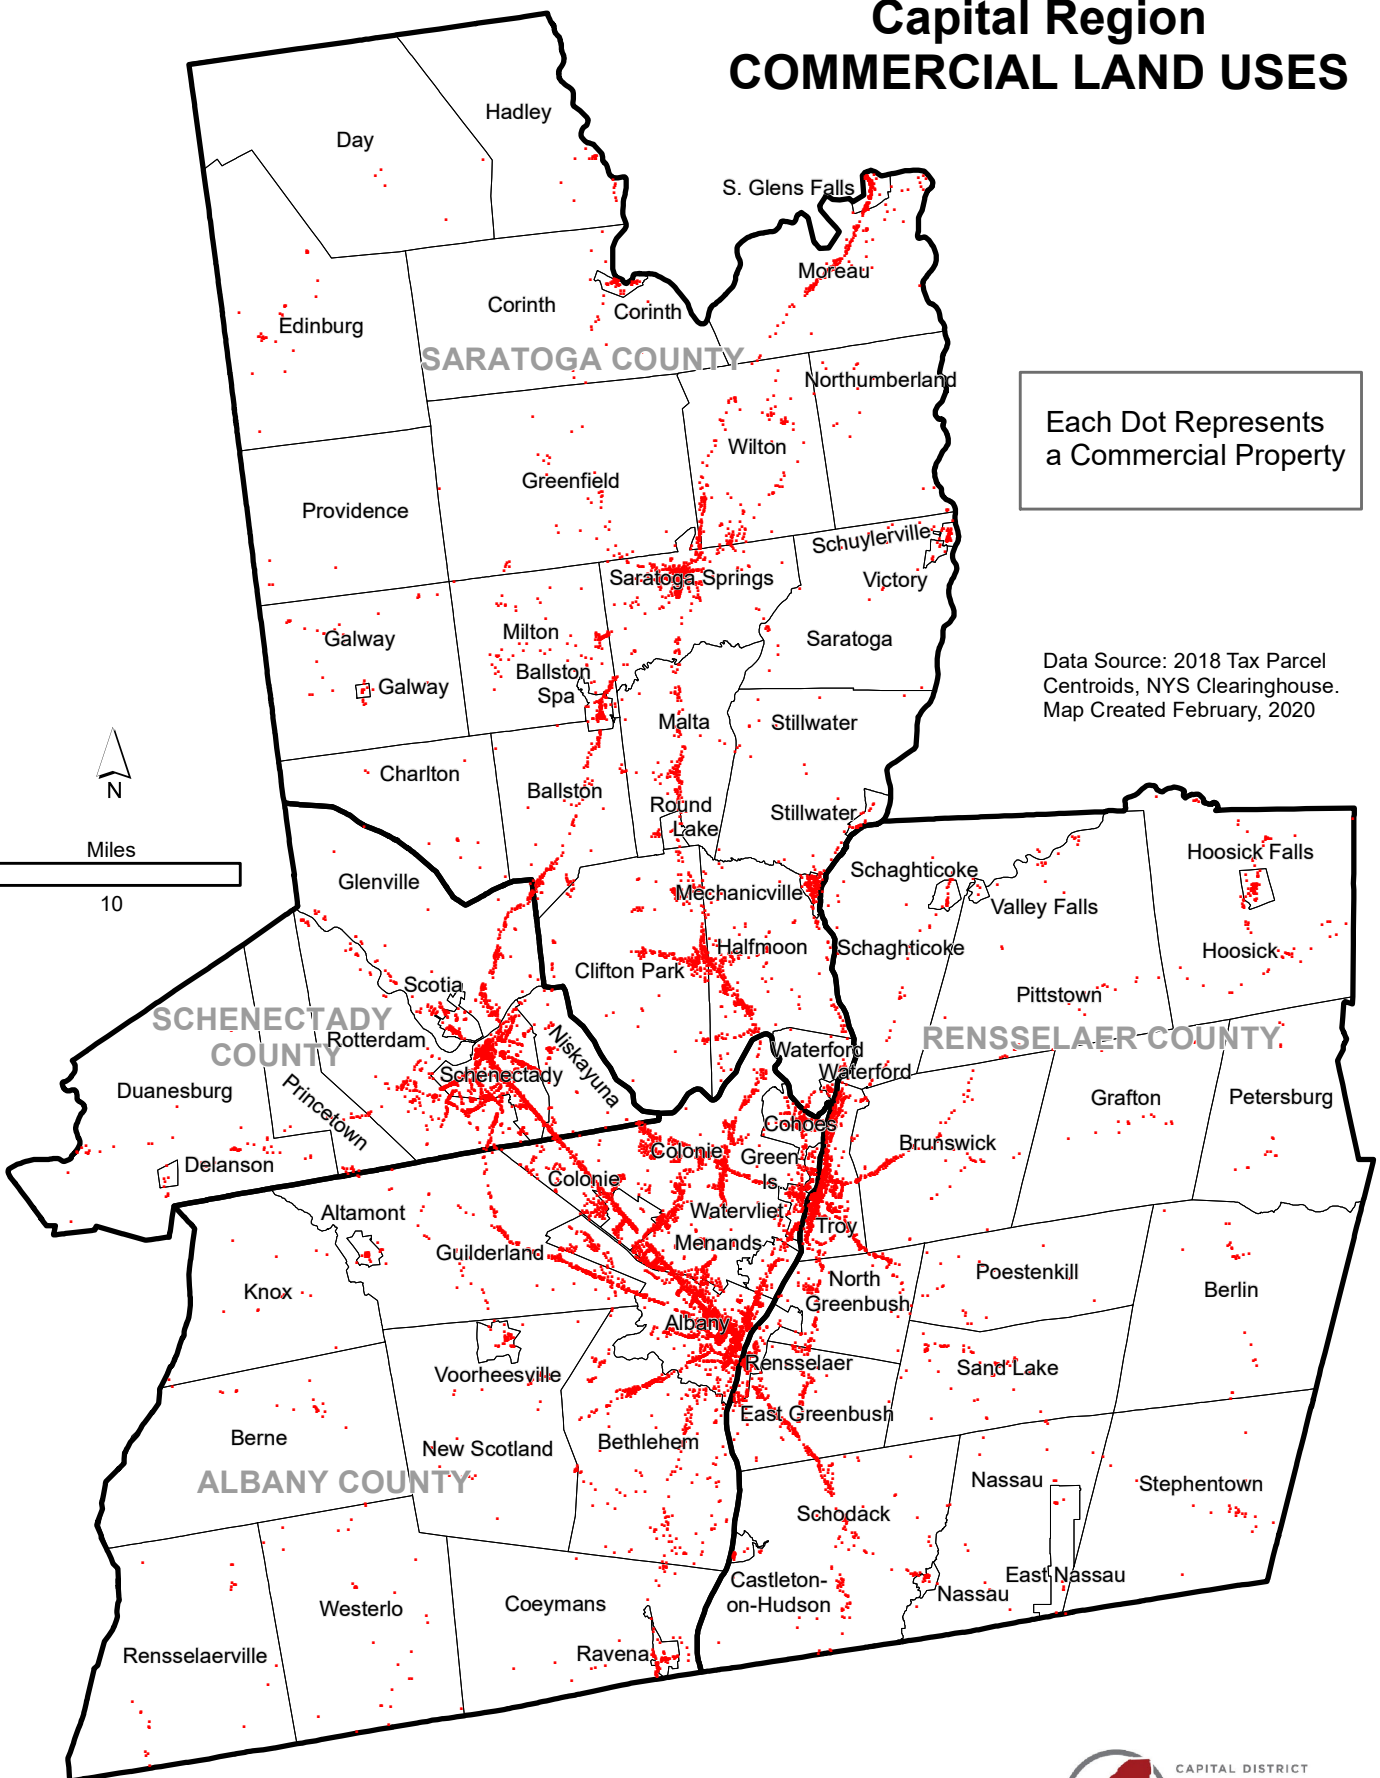 Capital Region
COMMERCIAL LAND USES
Hadley
Day
S. Glens Falls
Moreau
Corinth
Corinth
Edinburg
SARATOGA COUNTY
Northumberland
Each Dot Represents
a Commercial Property
Wilton
Greenfield
Providence
Schuylerville
Saratoga Springs
Victory
Galway
Milton
Saratoga
Ballston
Spa
Galway
Data Source: 2018 Tax Parcel
Centroids, NYS Clearinghouse.
Map Created February, 2020
Malta
Stillwater
Charlton
Ballston
N
Round
Lake
Stillwater
Miles
10
Glenville
Mechanicville
Schaghticoke
Hoosick Falls
Valley Falls
Halfmoon
Schaghticoke
Hoosick
Clifton Park
Scotia
Pittstown
SCHENECTADY
COUNTY
Rotterdam
RENSSELAER COUNTY
Niskayuna
Waterford
Waterford
Schenectady
Duanesburg
Princetown
Grafton
Petersburg
Cohoes
Brunswick
Colonie
Green
Is.
Delanson
Colonie
Altamont
Watervliet
Troy
Menands
Guilderland
Knox
North
Greenbush
Poestenkill
Berlin
Albany
Rensselaer
Sand Lake
Voorheesville
East Greenbush
Berne
New Scotland
Bethlehem
ALBANY COUNTY
Nassau
Stephentown
Schodack
Castleton-
on-Hudson
East Nassau
Nassau
Westerlo
Coeymans
Rensselaerville
Ravena
CAPITAL DISTRICT